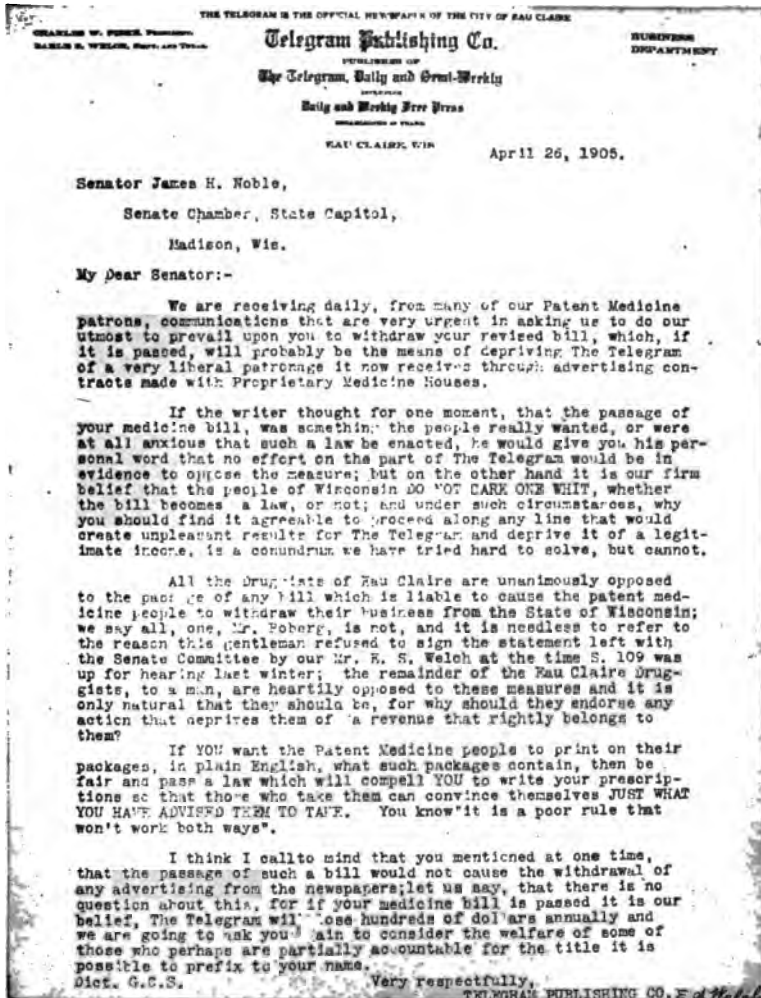 THE TELEGRAM IS THE OFFICIAL NEWSPAPER OF THE CITY OF EAU CLAIRE
CHARLES W. FISKE,
EARLE S. WELCH,
Telegram Publishing Co.
BUSINESS
DEPARTMENT
PUBLISHER OF
The Telegram, Daily and Semi-Weekly
Daily and Weekly Free Press
EAU CLAIRE, WIS
April 26, 1905.
Senator James H. Noble,
Senate Chamber, State Capitol,
Madison, Wis.
My Dear Senator:-
We are receiving daily, from many of our Patent Medicine
patrons, communications that are very urgent in asking us to do our
utmost to prevail upon you to withdraw your revised bill, which, if
it is passed, will probably be the means of depriving The Telegram
of a very liberal patronage it now receives through advertising con-
tracts made with Proprietary Medicine Houses.
If the writer thought for one moment, that the passage of
your medicine bill, was something the people really wanted, or were
at all anxious that such a law be enacted, he would give you his per-
sonal word that no effort on the part of The Telegram would be in
evidence to oppose the measure; but on the other hand it is our firm
belief that the people of Wisconsin DO NOT CARE ONE WHIT, whether
the bill becomes a law, or not; and under such circumstances, why
you should find it agreeable to proceed along any line that would
create unpleasant results for The Telegram and deprive it of a legit-
imate income, is a conundrum we have tried hard to solve, but cannot.
All the Druggists of Eau Claire are unanimously opposed
to the passage of any bill which is liable to cause the patent med-
icine people to withdraw their business from the State of Wisconsin;
we say all, one, Mr. Boberg, is not, and it is needless to refer to
the reason this gentleman refused to sign the statement left with
the Senate Committee by our Mr. E. S. Welch at the time S. 109 was
up for hearing last winter; the remainder of the Eau Claire Drug-
gists, to a man, are heartily opposed to these measures and it is
only natural that they should be, for why should they endorse any
action that deprives them of a revenue that rightly belongs to
them?
If YOU want the Patent Medicine people to print on their
packages, in plain English, what such packages contain, then be
fair and pass a law which will compell YOU to write your prescrip-
tions so that those who take them can convince themselves JUST WHAT
YOU HAVE ADVISED THEM TO TAKE. You know"it is a poor rule that
won't work both ways".
I think I callto mind that you mentioned at one time,
that the passage of such a bill would not cause the withdrawal of
any advertising from the newspapers;let us say, that there is no
question about this, for if your medicine bill is passed it is our
belief, The Telegram will lose hundreds of dollars annually and
we are going to ask you again to consider the welfare of some of
those who perhaps are partially accountable for the title it is
possible to prefix to your name.
Dict. G.C.S. Very respectfully,
TELEGRAM PUBLISHING CO.